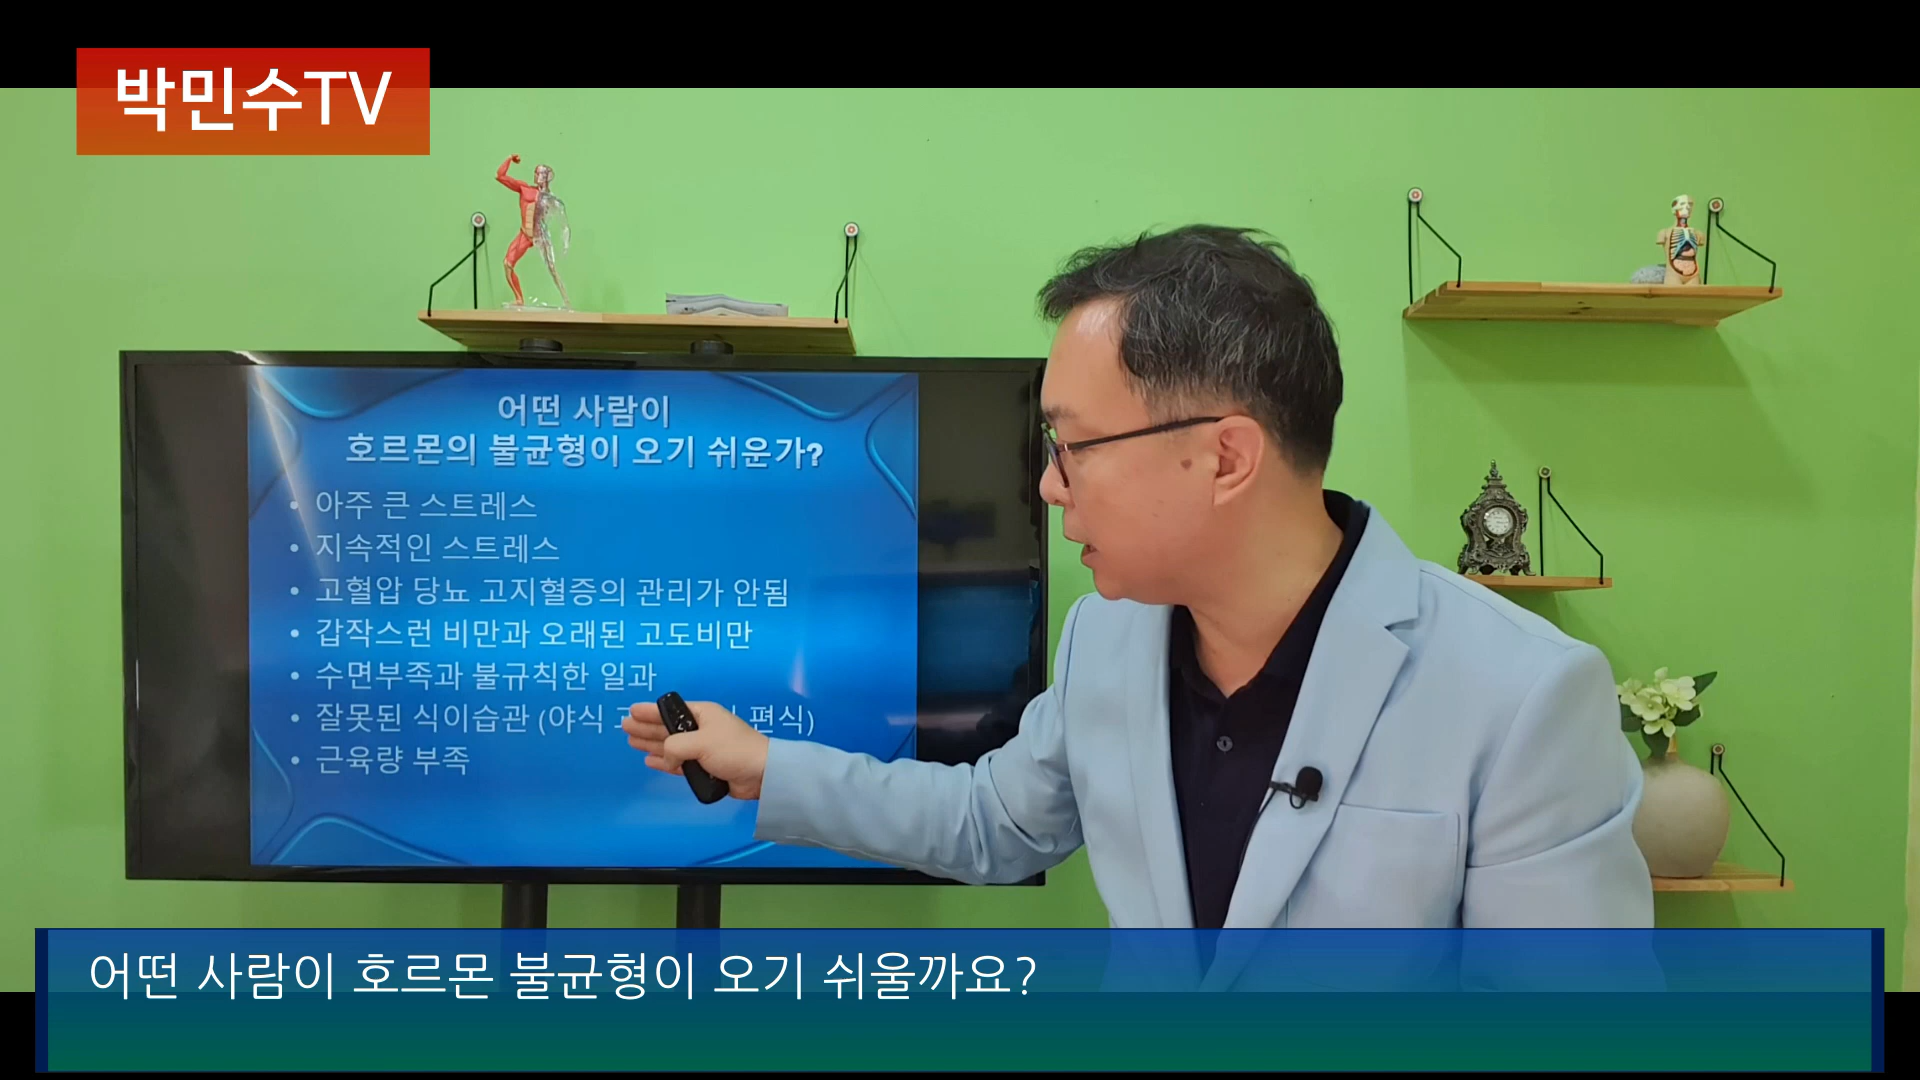 박민수TV
어떤 사람이
호르몬의 불균형이 오기 쉬운가?
• 아주 큰 스트레스
• 지속적인 스트레스
• 고혈압 당뇨 고지혈증의 관리가 안됨
• 갑작스런 비만과 오래된 고도비만
• 수면부족과 불규칙한 일과
• 잘못된 식이습관 (야식 편식)
• 근육량 부족
어떤 사람이 호르몬 불균형이 오기 쉬울까요?